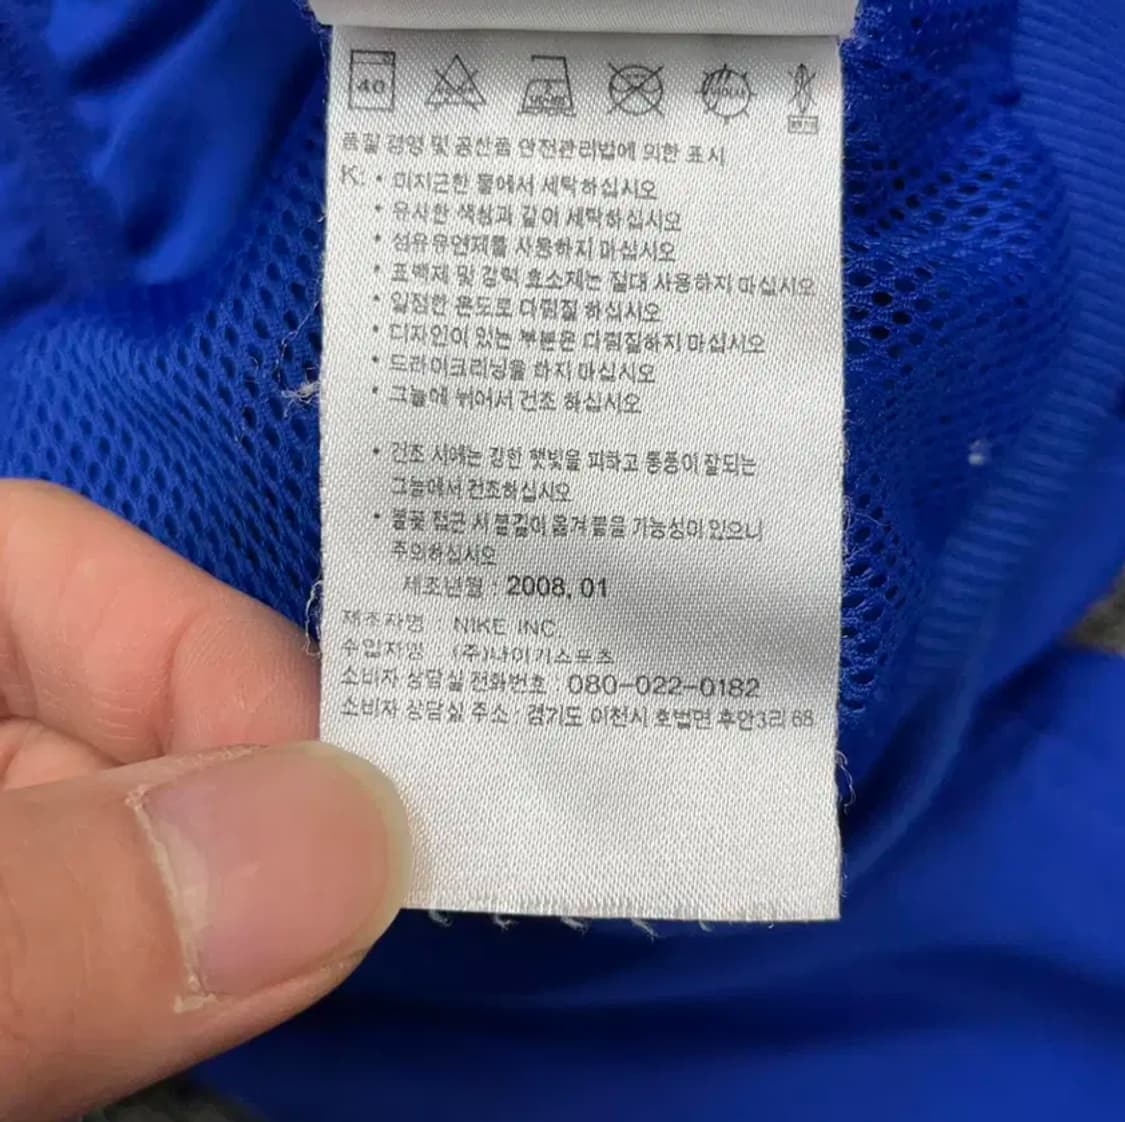 40
품질 경영 및 공산품 안전관리법에 의한 표시
K: • 미지근한 물에서 세탁하십시오
• 유사한 색상과 같이 세탁하십시오
• 섬유유연제를 사용하지 마십시오
• 표백제 및 강력 효소제는 절대 사용하지 마십시오
• 일정한 온도로 다림질 하십시오
• 디자인이 있는 부분은 다림질하지 마십시오
• 드라이크리닝을 하지 마십시오
• 그늘에 뉘어서 건조 하십시오
• 건조 시에는 강한 햇빛을 피하고 통풍이 잘되는
그늘에서 건조하십시오
• 불꽃 접근 시 불길이 옮겨 붙을 가능성이 있으니
주의하십시오
제조년월 : 2008. 01
제조자명 : NIKE INC.
수입자명 : (주)나이키스포츠
소비자 상담실 전화번호 : 080-022-0182
소비자 상담실 주소 : 경기도 이천시 호법면 후안3리 68